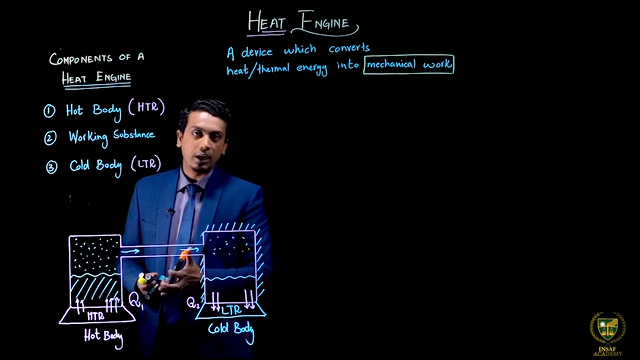 HEAT ENGINE
A device which converts
heat/thermal energy into mechanical work
COMPONENTS OF A
HEAT ENGINE
① Hot Body (HTR)
② Working Substance
③ Cold Body (LTR)
Q1
Q2
HTR
LTR
Hot Body
Cold Body
INSAF
ACADEMY